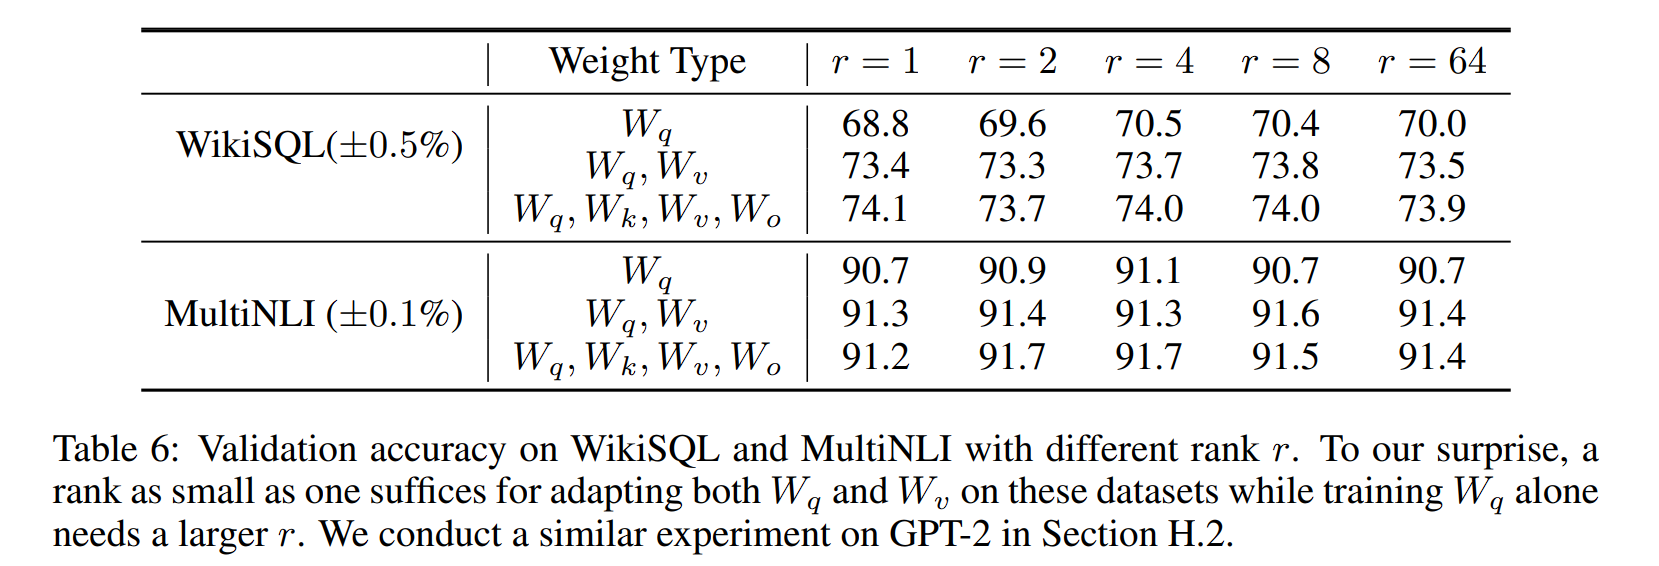 Weight Type r = 1 r = 2 r = 4 r = 8 r = 64
WikiSQL(±0.5%)
W_q 68.8 69.6 70.5 70.4 70.0
W_q, W_v 73.4 73.3 73.7 73.8 73.5
W_q, W_k, W_v, W_o 74.1 73.7 74.0 74.0 73.9
MultiNLI (±0.1%)
W_q 90.7 90.9 91.1 90.7 90.7
W_q, W_v 91.3 91.4 91.3 91.6 91.4
W_q, W_k, W_v, W_o 91.2 91.7 91.7 91.5 91.4
Table 6: Validation accuracy on WikiSQL and MultiNLI with different rank r. To our surprise, a
rank as small as one suffices for adapting both W_q and W_v on these datasets while training W_q alone
needs a larger r. We conduct a similar experiment on GPT-2 in Section H.2.